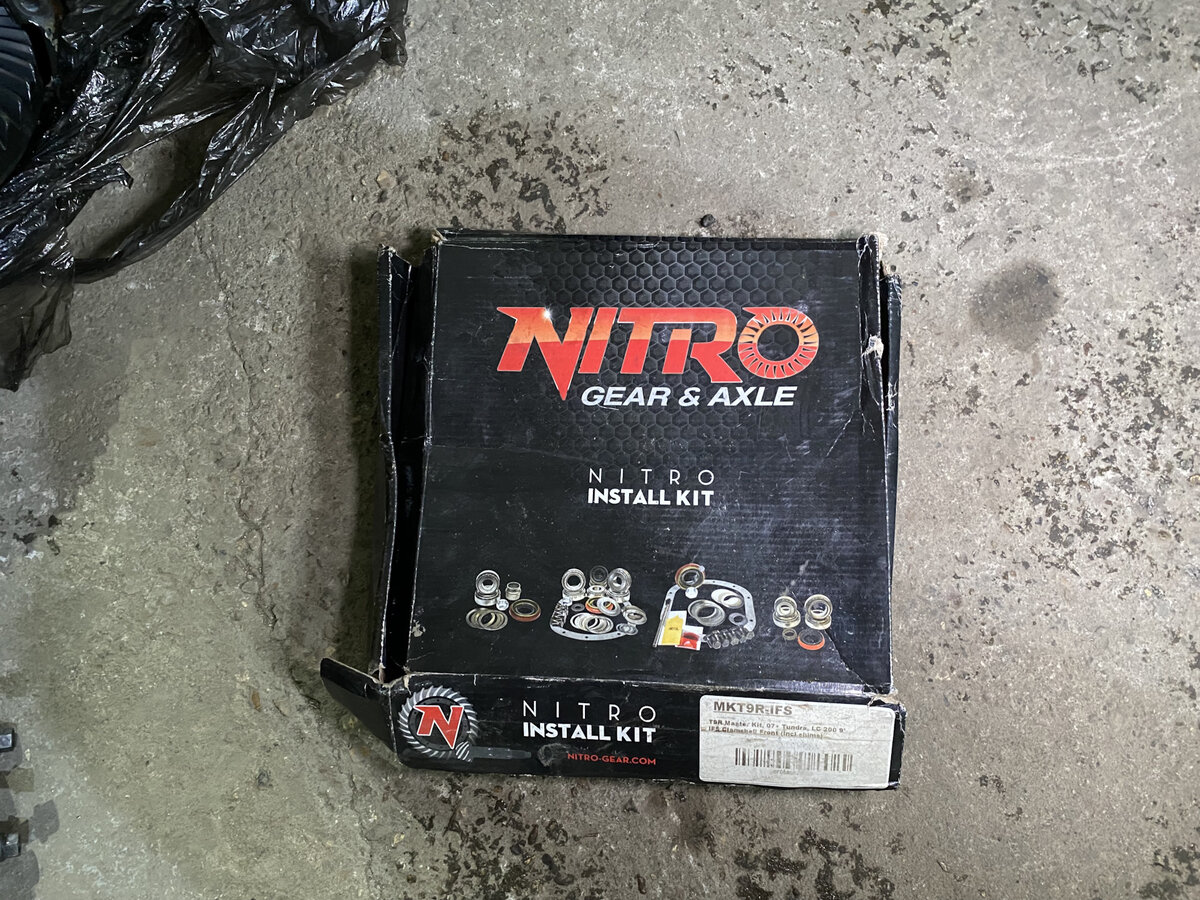 NITRO
GEAR & AXLE
NITRO
INSTALL KIT
N
NITRO
INSTALL KIT
NITRO-GEAR.COM
MKT9R-IFS
T9R Master Kit, 07+ Tundra, LC 200 9"
IFS Clamshell Front (incl shims)